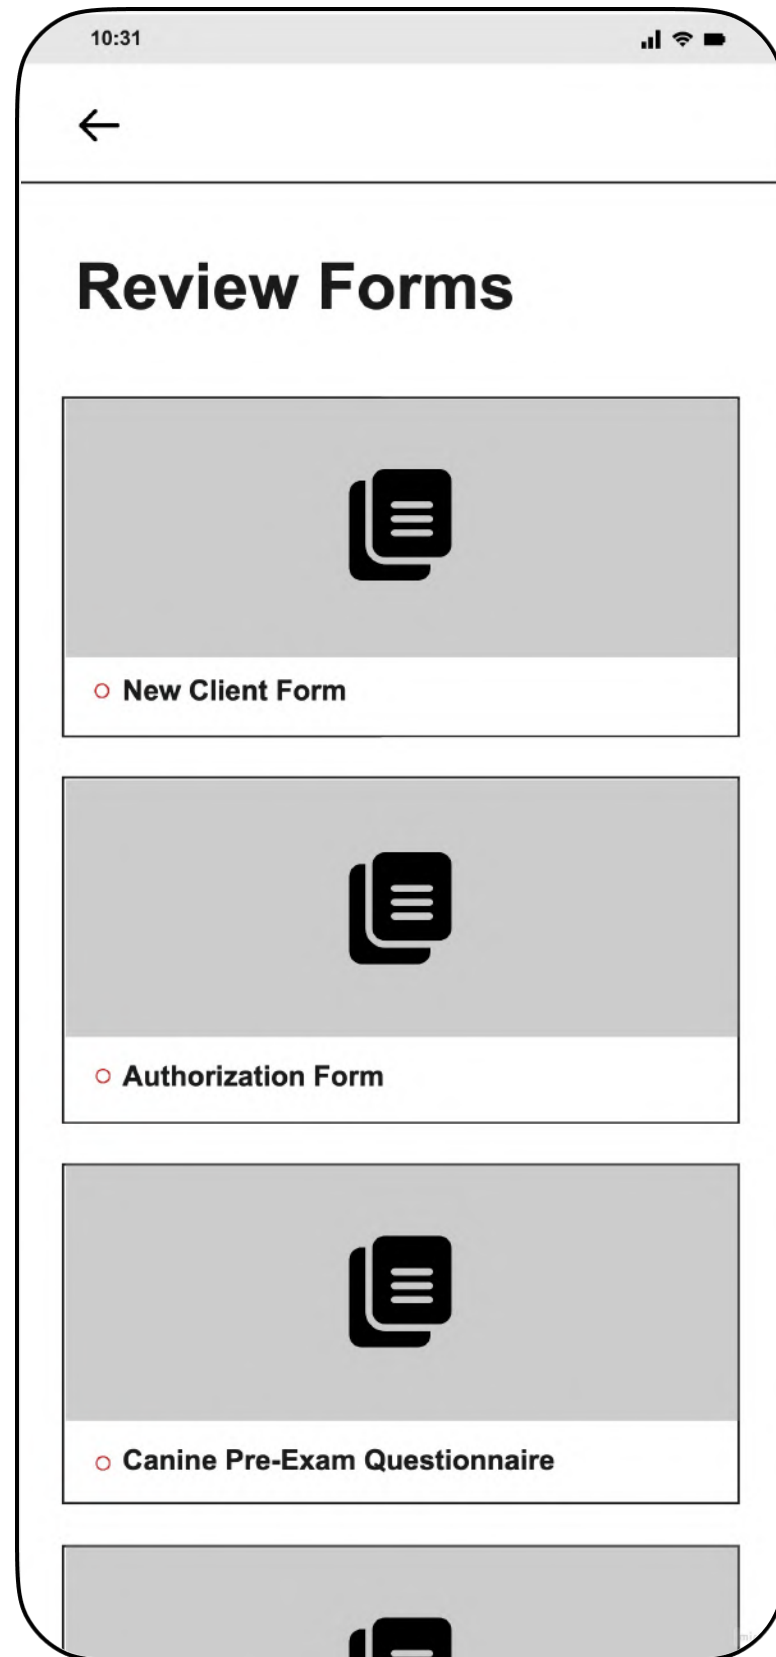 10:31
Review Forms
New Client Form
Authorization Form
Canine Pre-Exam Questionnaire